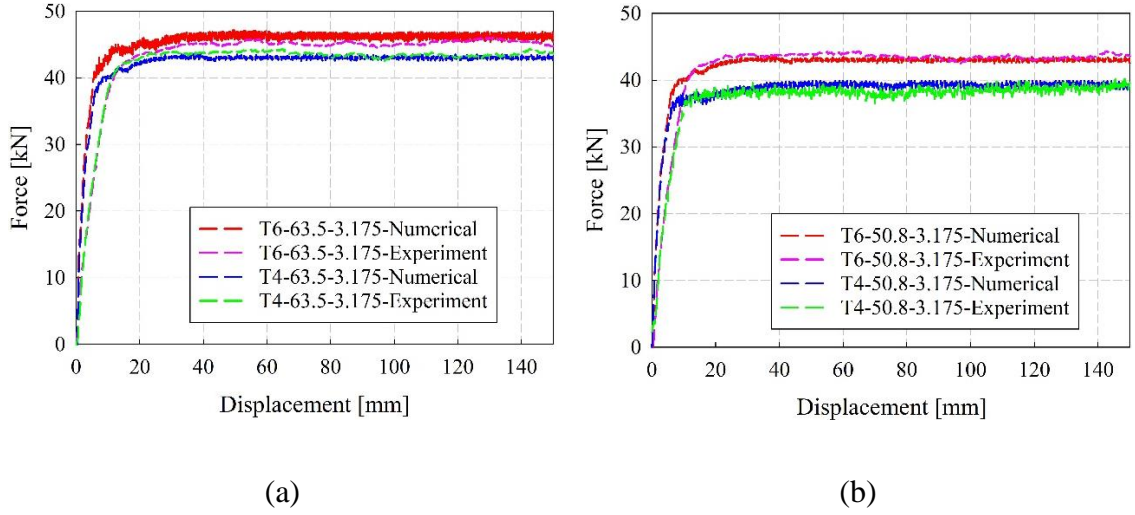 50
40
30
20
10
0
Force [kN]
T6-63.5-3.175-Numerical
T6-63.5-3.175-Experiment
T4-63.5-3.175-Numerical
T4-63.5-3.175-Experiment
0 20 40 60 80 100 120 140
Displacement [mm]
(a)
50
40
30
20
10
0
Force [kN]
T6-50.8-3.175-Numerical
T6-50.8-3.175-Experiment
T4-50.8-3.175-Numerical
T4-50.8-3.175-Experiment
0 20 40 60 80 100 120 140
Displacement [mm]
(b)